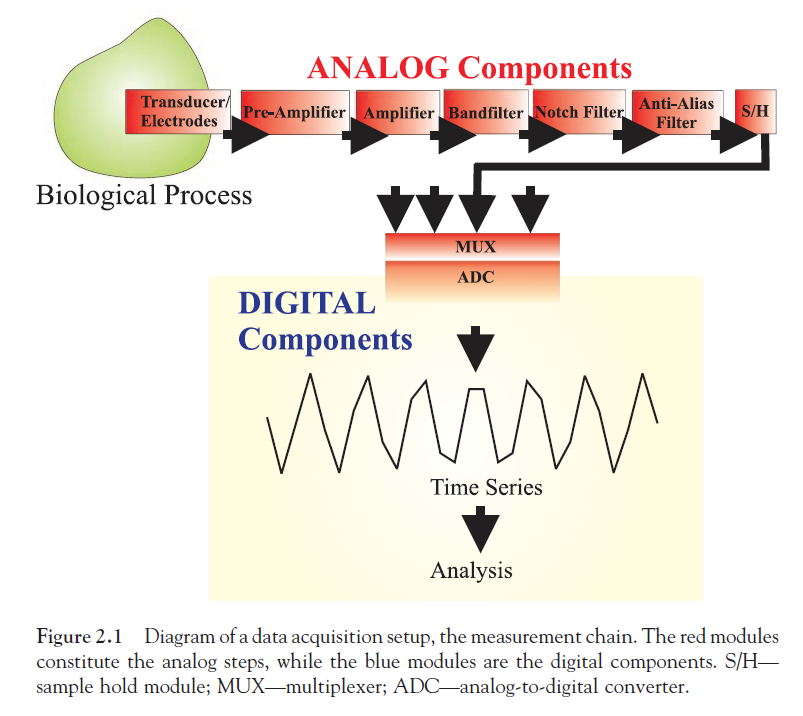 ANALOG Components
Transducer/
Electrodes
Pre-Amplifier
Amplifier
Bandfilter
Notch Filter
Anti-Alias
Filter
S/H
Biological Process
MUX
ADC
DIGITAL
Components
Time Series
Analysis
Figure 2.1 Diagram of a data acquisition setup, the measurement chain. The red modules
constitute the analog steps, while the blue modules are the digital components. S/H—
sample hold module; MUX—multiplexer; ADC—analog-to-digital converter.